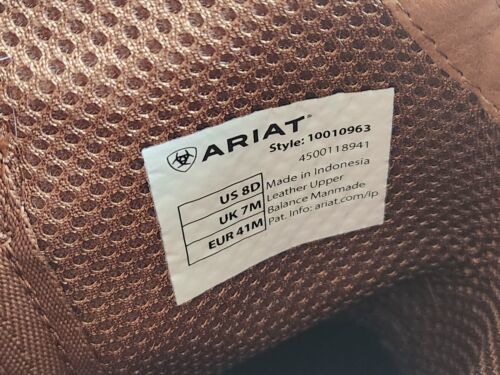 ARIAT
Style: 10010963
4500118941
US 8D
UK 7M
EUR 41M
Made in Indonesia
Leather Upper
Balance Manmade
Pat. Info: ariat.com/ip